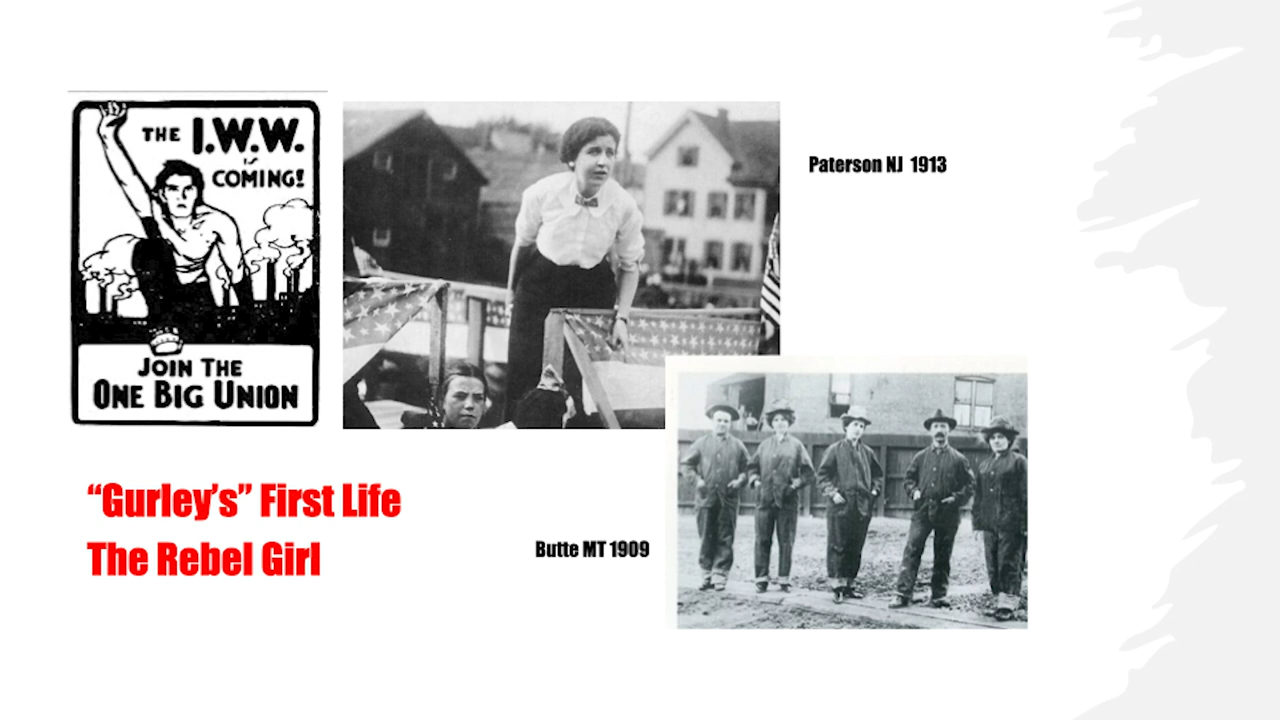 THE I.W.W.
IS
COMING!
JOIN THE
ONE BIG UNION
Paterson NJ 1913
“Gurley’s” First Life
The Rebel Girl
Butte MT 1909